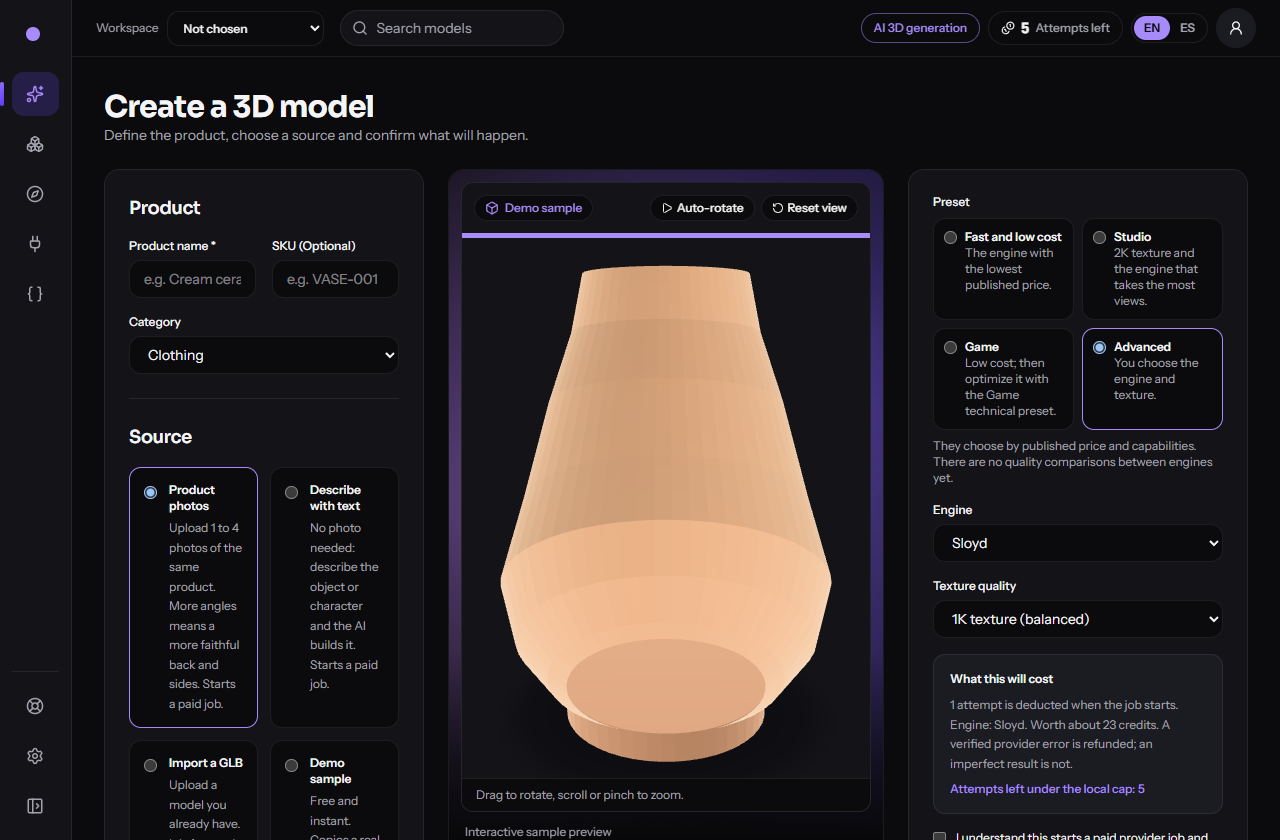 Workspace
Not chosen
Search models
AI 3D generation
5 Attempts left
EN
ES
Create a 3D model
Define the product, choose a source and confirm what will happen.
Product
Product name *
SKU (Optional)
e.g. Cream cera
e.g. VASE-001
Category
Clothing
Source
Product
photos
Upload 1 to 4
photos of the
same
product.
More angles
means a
more faithful
back and
sides. Starts
a paid job.
Describe
with text
No photo
needed:
describe the
object or
character
and the AI
builds it.
Starts a paid
job.
Import a GLB
Upload a
model you
already have.
Demo
sample
Free and
instant.
Demo sample
Auto-rotate
Reset view
Drag to rotate, scroll or pinch to zoom.
Interactive sample preview
Preset
Fast and low cost
The engine with
the lowest
published price.
Studio
2K texture and
the engine that
takes the most
views.
Game
Low cost; then
optimize it with
the Game
technical preset.
Advanced
You choose the
engine and
texture.
They choose by published price and capabilities.
There are no quality comparisons between engines
yet.
Engine
Sloyd
Texture quality
1K texture (balanced)
What this will cost
1 attempt is deducted when the job starts.
Engine: Sloyd. Worth about 23 credits. A
verified provider error is refunded; an
imperfect result is not.
Attempts left under the local cap: 5
I understand this starts a paid provider job and